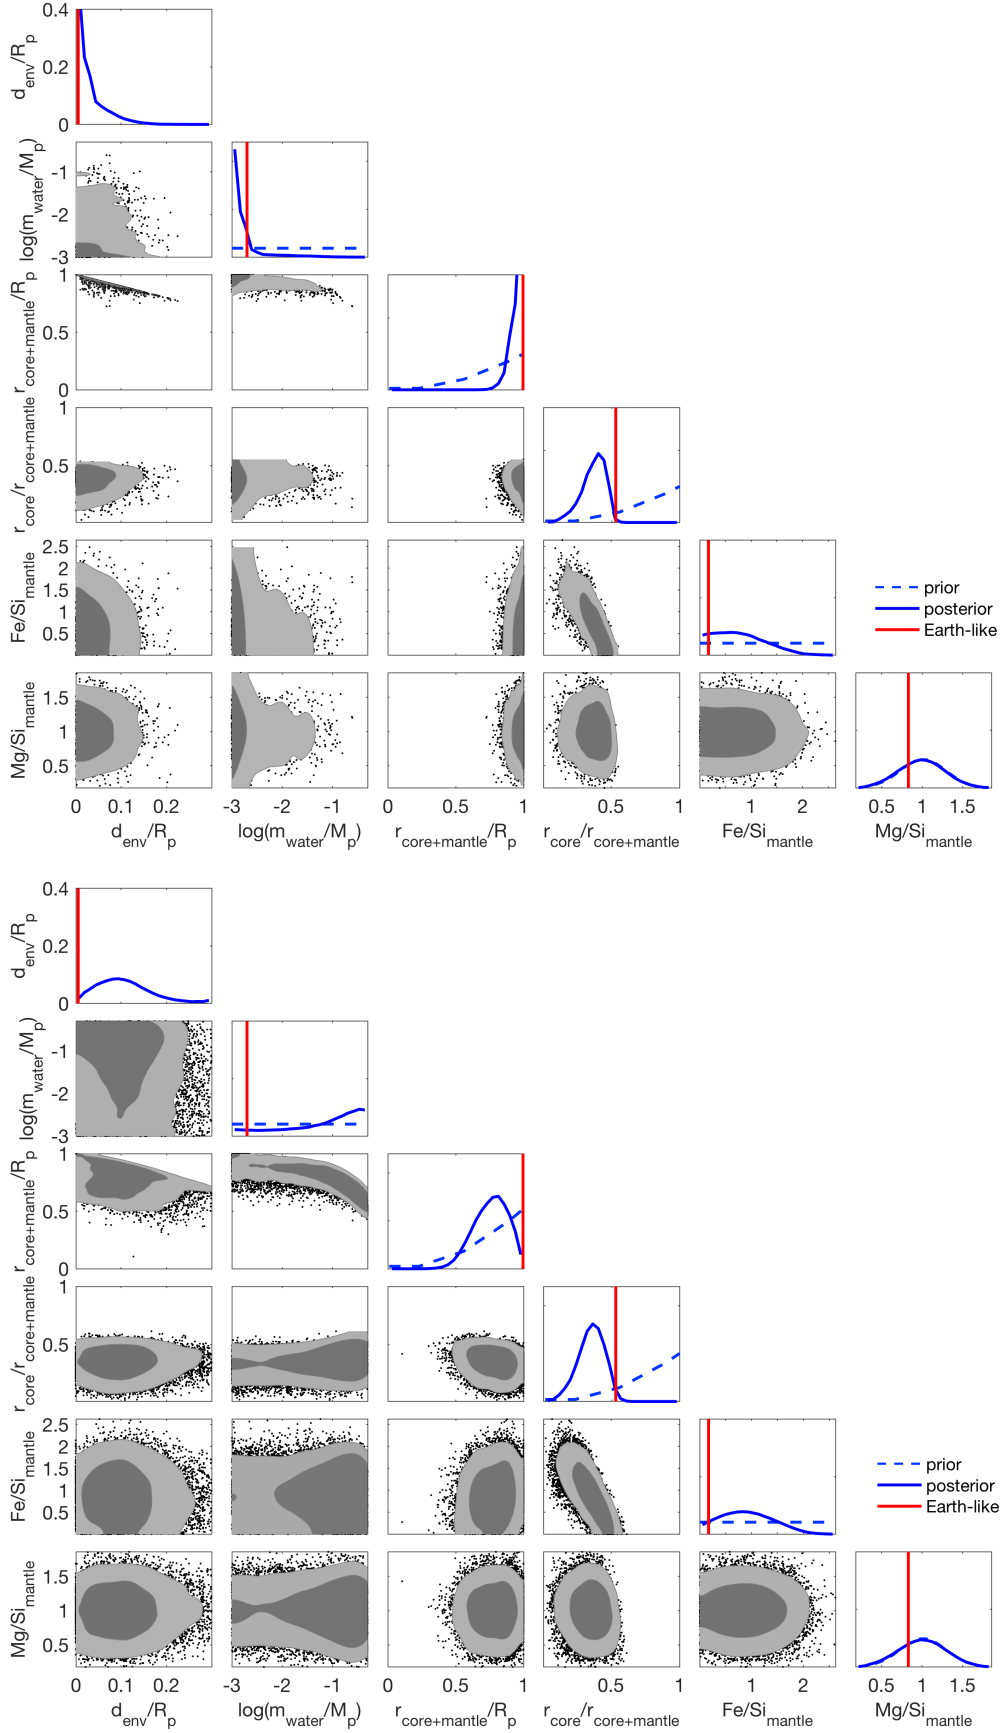 0.4
0.2
0
d_env/R_p
-1
-2
-3
log(m_water/M_p)
1
0.5
0
r_core+mantle/R_p
1
0.5
r_core/r_core+mantle
2.5
2
1.5
1
0.5
Fe/Si_mantle
prior
posterior
Earth-like
1.5
1
0.5
Mg/Si_mantle
0 0.1 0.2
-3 -2 -1
0 0.5 1
0 0.5 1
1 2
0.5 1 1.5
d_env/R_p
log(m_water/M_p)
r_core+mantle/R_p
r_core/r_core+mantle
Fe/Si_mantle
Mg/Si_mantle
0.4
0.2
0
d_env/R_p
-1
-2
-3
log(m_water/M_p)
1
0.5
0
r_core+mantle/R_p
1
0.5
r_core/r_core+mantle
2.5
2
1.5
1
0.5
Fe/Si_mantle
prior
posterior
Earth-like
1.5
1
0.5
Mg/Si_mantle
0 0.1 0.2
-3 -2 -1
0 0.5 1
0 0.5 1
1 2
0.5 1 1.5
d_env/R_p
log(m_water/M_p)
r_core+mantle/R_p
r_core/r_core+mantle
Fe/Si_mantle
Mg/Si_mantle